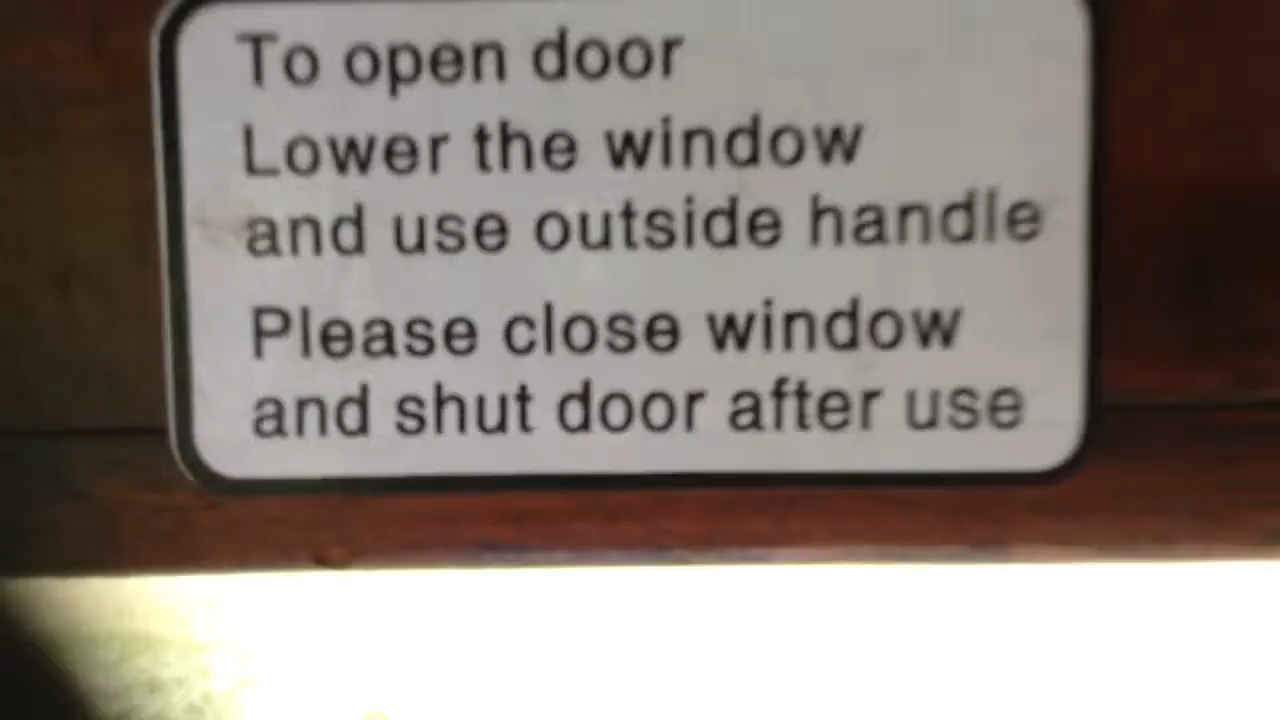 To open door
Lower the window
and use outside handle
Please close window
and shut door after use